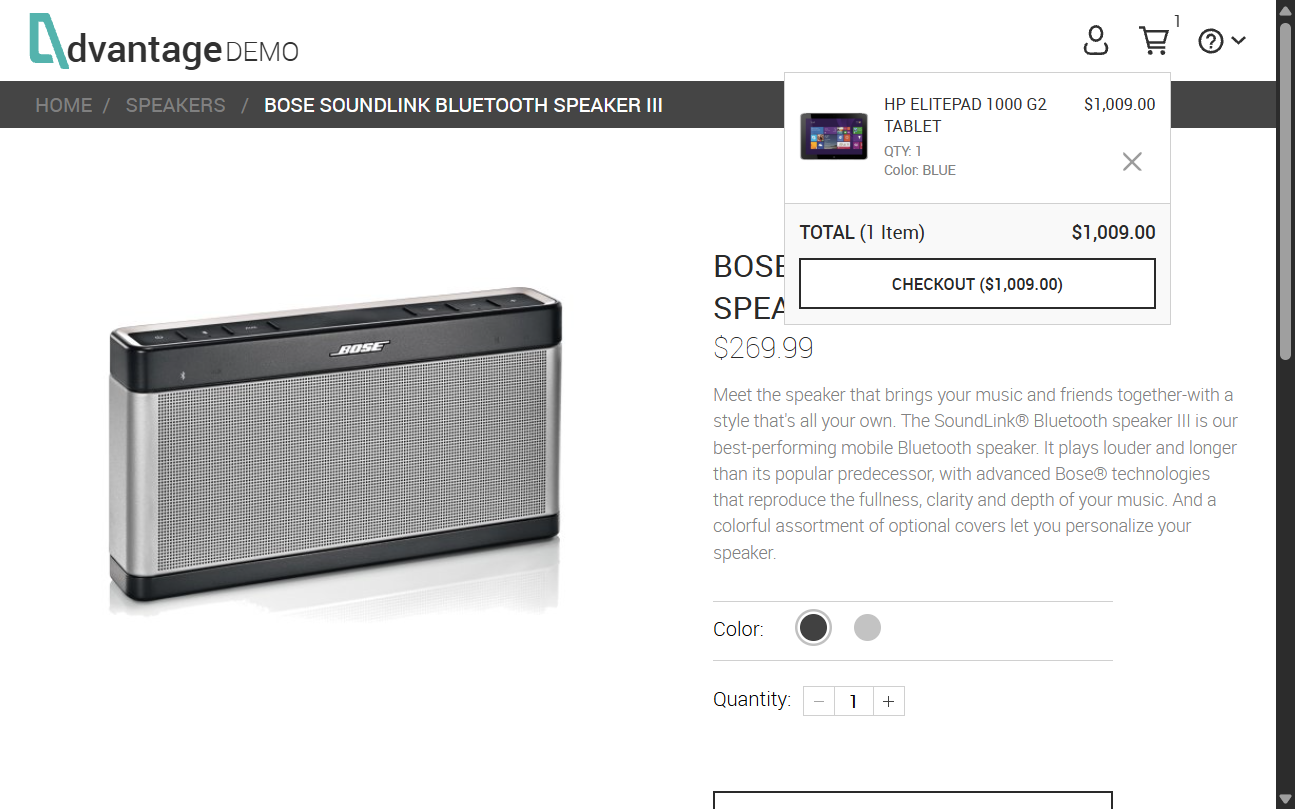 dvantage DEMO
1
HOME / SPEAKERS / BOSE SOUNDLINK BLUETOOTH SPEAKER III
HP ELITEPAD 1000 G2 $1,009.00
TABLET
QTY: 1
Color: BLUE
TOTAL (1 Item) $1,009.00
CHECKOUT ($1,009.00)
BOSE
SPEA
$269.99
BOSE
Meet the speaker that brings your music and friends together-with a
style that's all your own. The SoundLink® Bluetooth speaker III is our
best-performing mobile Bluetooth speaker. It plays louder and longer
than its popular predecessor, with advanced Bose® technologies
that reproduce the fullness, clarity and depth of your music. And a
colorful assortment of optional covers let you personalize your
speaker.
Color:
Quantity: − 1 +